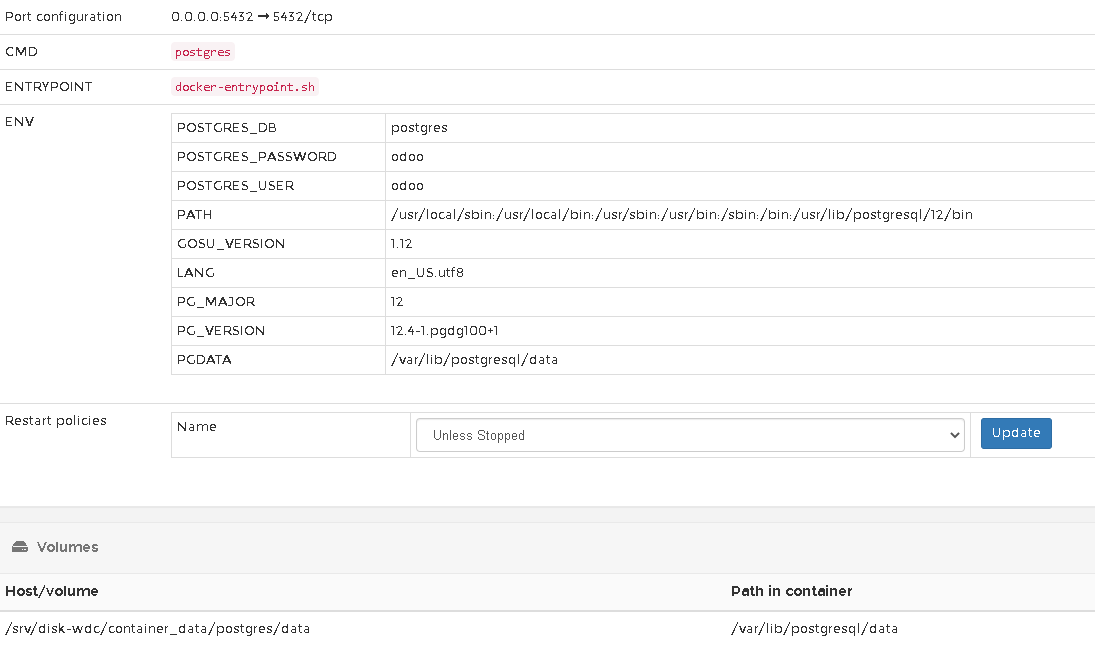 Port configuration 0.0.0.0:5432 → 5432/tcp
CMD postgres
ENTRYPOINT docker-entrypoint.sh
ENV
POSTGRES_DB postgres
POSTGRES_PASSWORD odoo
POSTGRES_USER odoo
PATH /usr/local/sbin:/usr/local/bin:/usr/sbin:/usr/bin:/sbin:/bin:/usr/lib/postgresql/12/bin
GOSU_VERSION 1.12
LANG en_US.utf8
PG_MAJOR 12
PG_VERSION 12.4-1.pgdg100+1
PGDATA /var/lib/postgresql/data
Restart policies Name Unless Stopped Update
Volumes
Host/volume Path in container
/srv/disk-wdc/container_data/postgres/data /var/lib/postgresql/data